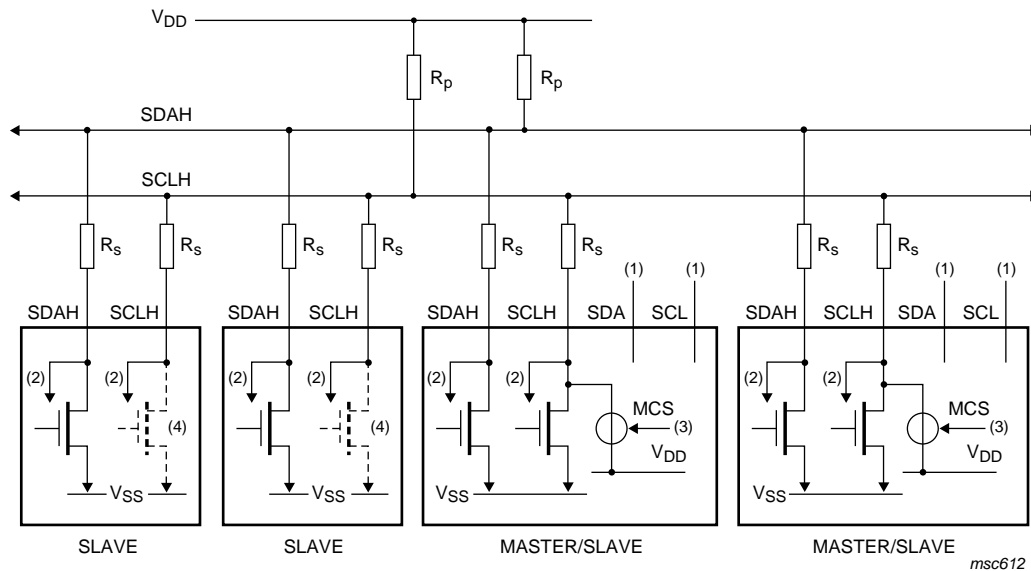 VDD
Rp Rp
SDAH
SCLH
Rs Rs Rs Rs Rs Rs Rs Rs
(1) (1) (1) (1)
SDAH SCLH SDAH SCLH SDAH SCLH SDA SCL SDAH SCLH SDA SCL
(2) (2) (2) (2) (2) (2) (2) (2)
(4) (4) MCS (3) MCS (3)
VDD VDD
VSS VSS VSS VSS
SLAVE SLAVE MASTER/SLAVE MASTER/SLAVE
msc612